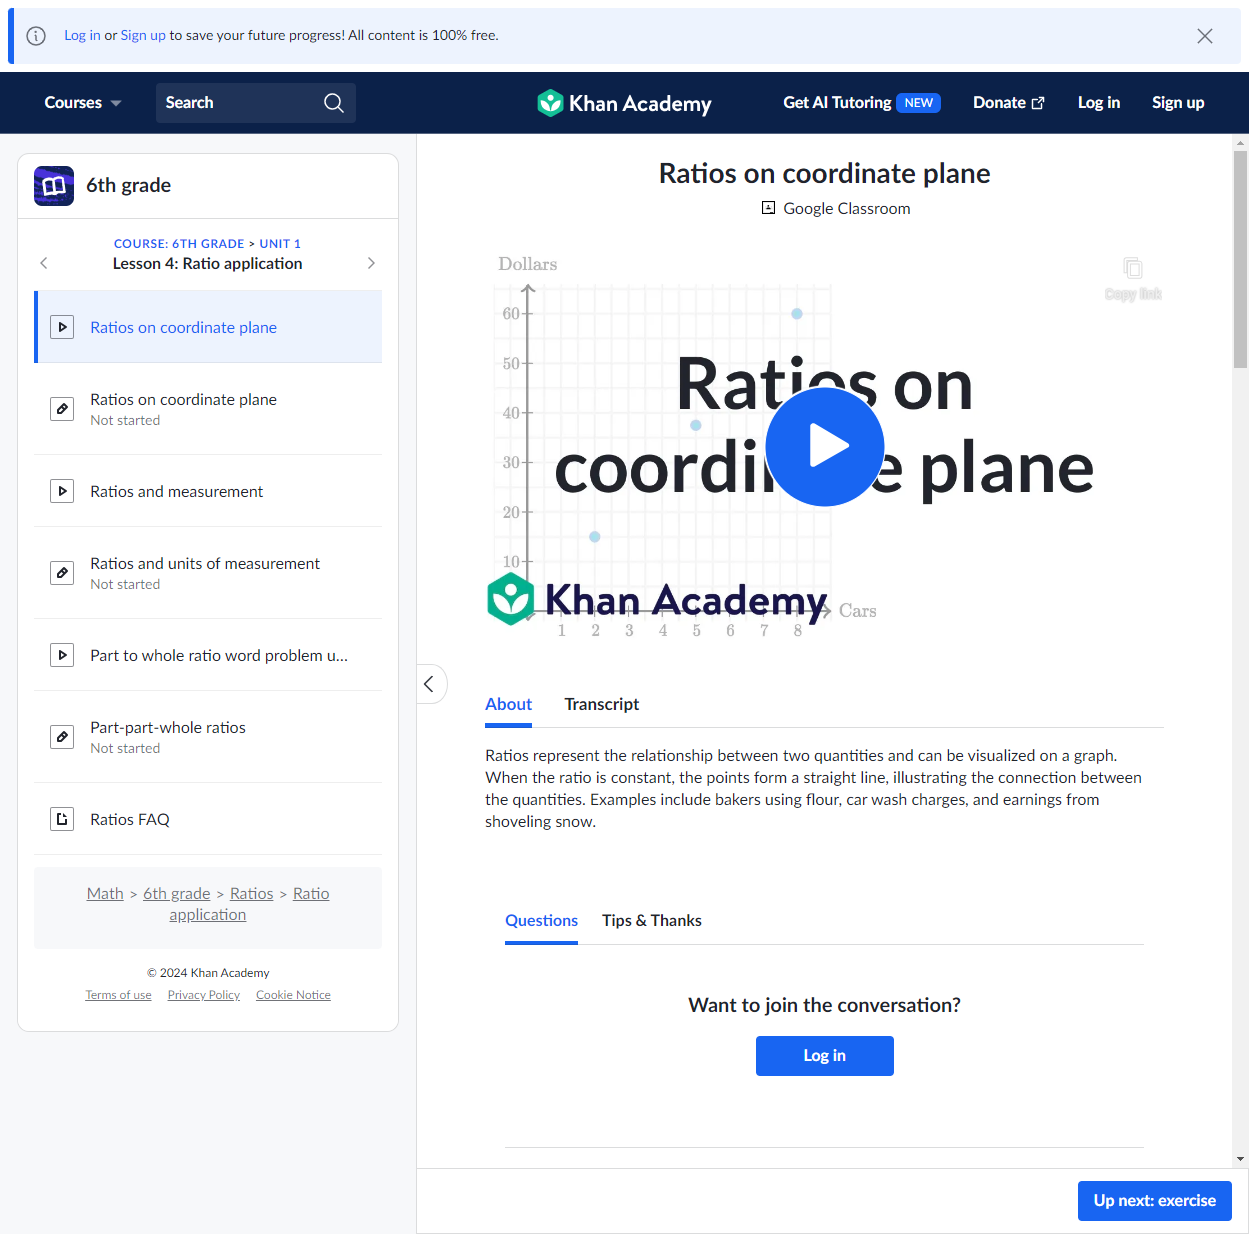 Log in or Sign up to save your future progress! All content is 100% free.
Courses
Search
Khan Academy
Get AI Tutoring NEW
Donate
Log in
Sign up
6th grade
COURSE: 6TH GRADE > UNIT 1
Lesson 4: Ratio application
Ratios on coordinate plane
Ratios on coordinate plane
Not started
Ratios and measurement
Ratios and units of measurement
Not started
Part to whole ratio word problem u...
Part-part-whole ratios
Not started
Ratios FAQ
Math > 6th grade > Ratios > Ratio
application
© 2024 Khan Academy
Terms of use Privacy Policy Cookie Notice
Ratios on coordinate plane
Google Classroom
Dollars
Copy link
60
50
40
30
20
10
Ratios on
coordinate plane
Khan Academy
Cars
1 2 3 4 5 6 7 8
About Transcript
Ratios represent the relationship between two quantities and can be visualized on a graph.
When the ratio is constant, the points form a straight line, illustrating the connection between
the quantities. Examples include bakers using flour, car wash charges, and earnings from
shoveling snow.
Questions Tips & Thanks
Want to join the conversation?
Log in
Up next: exercise